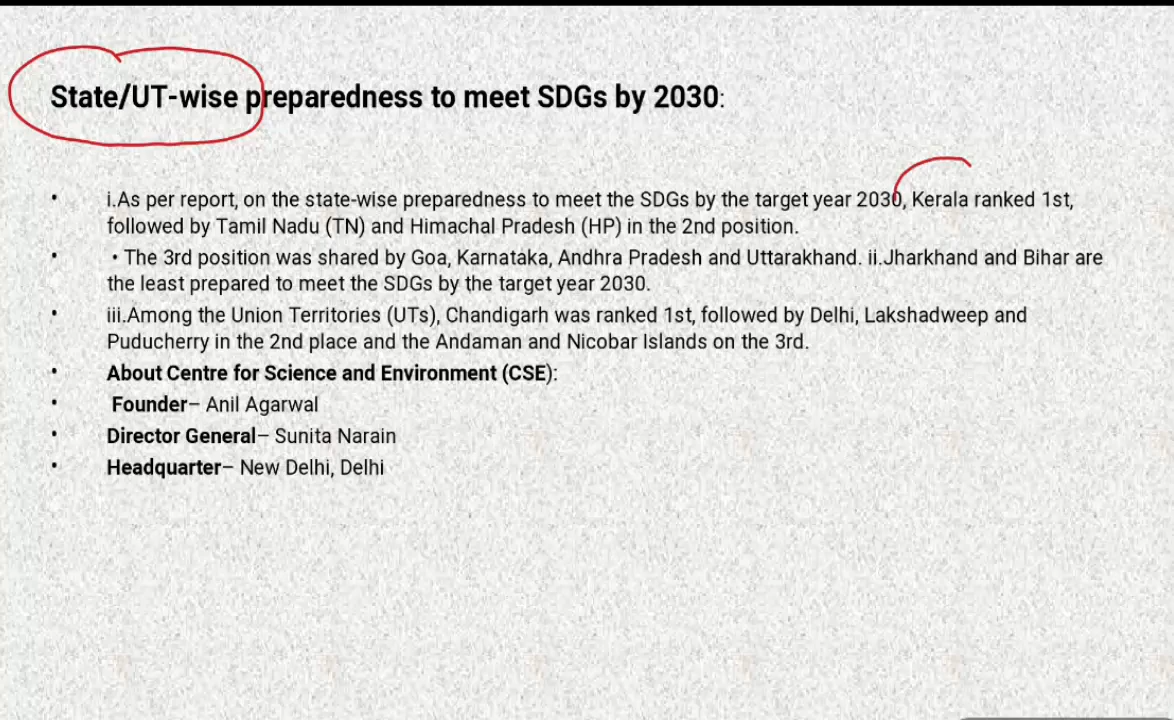 State/UT-wise preparedness to meet SDGs by 2030:
• i.As per report, on the state-wise preparedness to meet the SDGs by the target year 2030, Kerala ranked 1st,
followed by Tamil Nadu (TN) and Himachal Pradesh (HP) in the 2nd position.
• • The 3rd position was shared by Goa, Karnataka, Andhra Pradesh and Uttarakhand. ii.Jharkhand and Bihar are
the least prepared to meet the SDGs by the target year 2030.
• iii.Among the Union Territories (UTs), Chandigarh was ranked 1st, followed by Delhi, Lakshadweep and
Puducherry in the 2nd place and the Andaman and Nicobar Islands on the 3rd.
• About Centre for Science and Environment (CSE):
• Founder– Anil Agarwal
• Director General– Sunita Narain
• Headquarter– New Delhi, Delhi